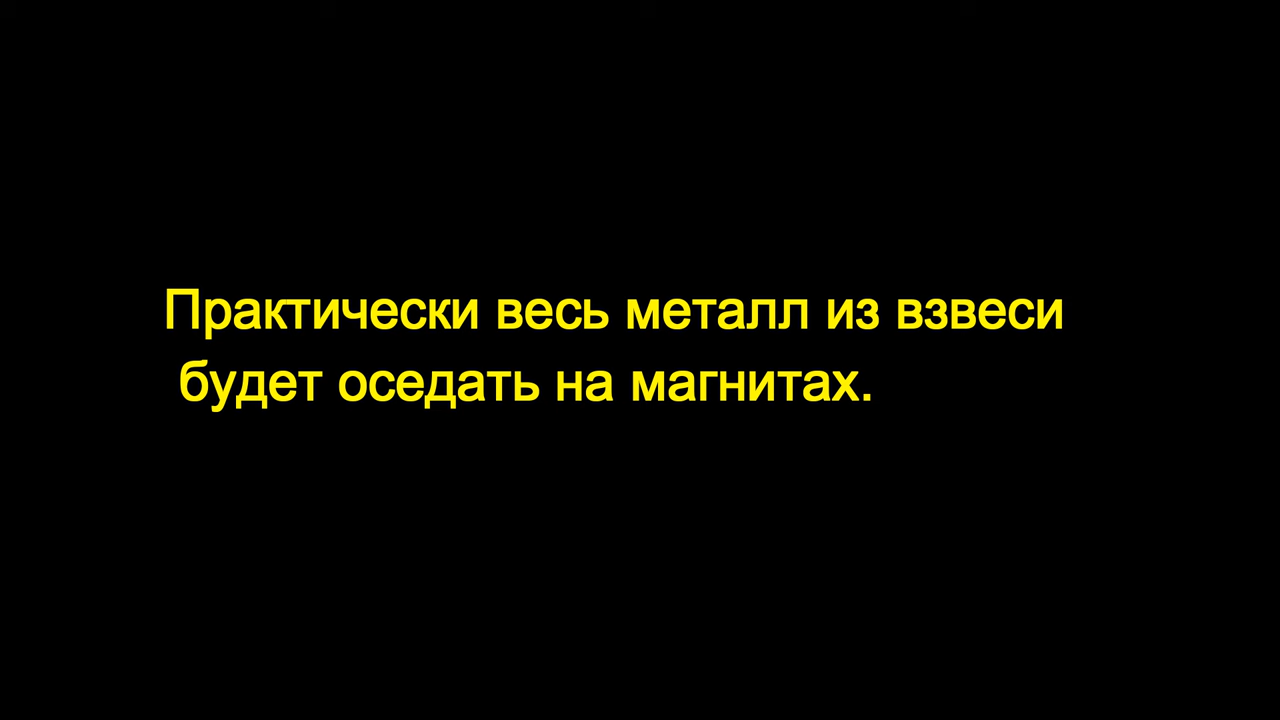 Практически весь металл из взвеси
будет оседать на магнитах.